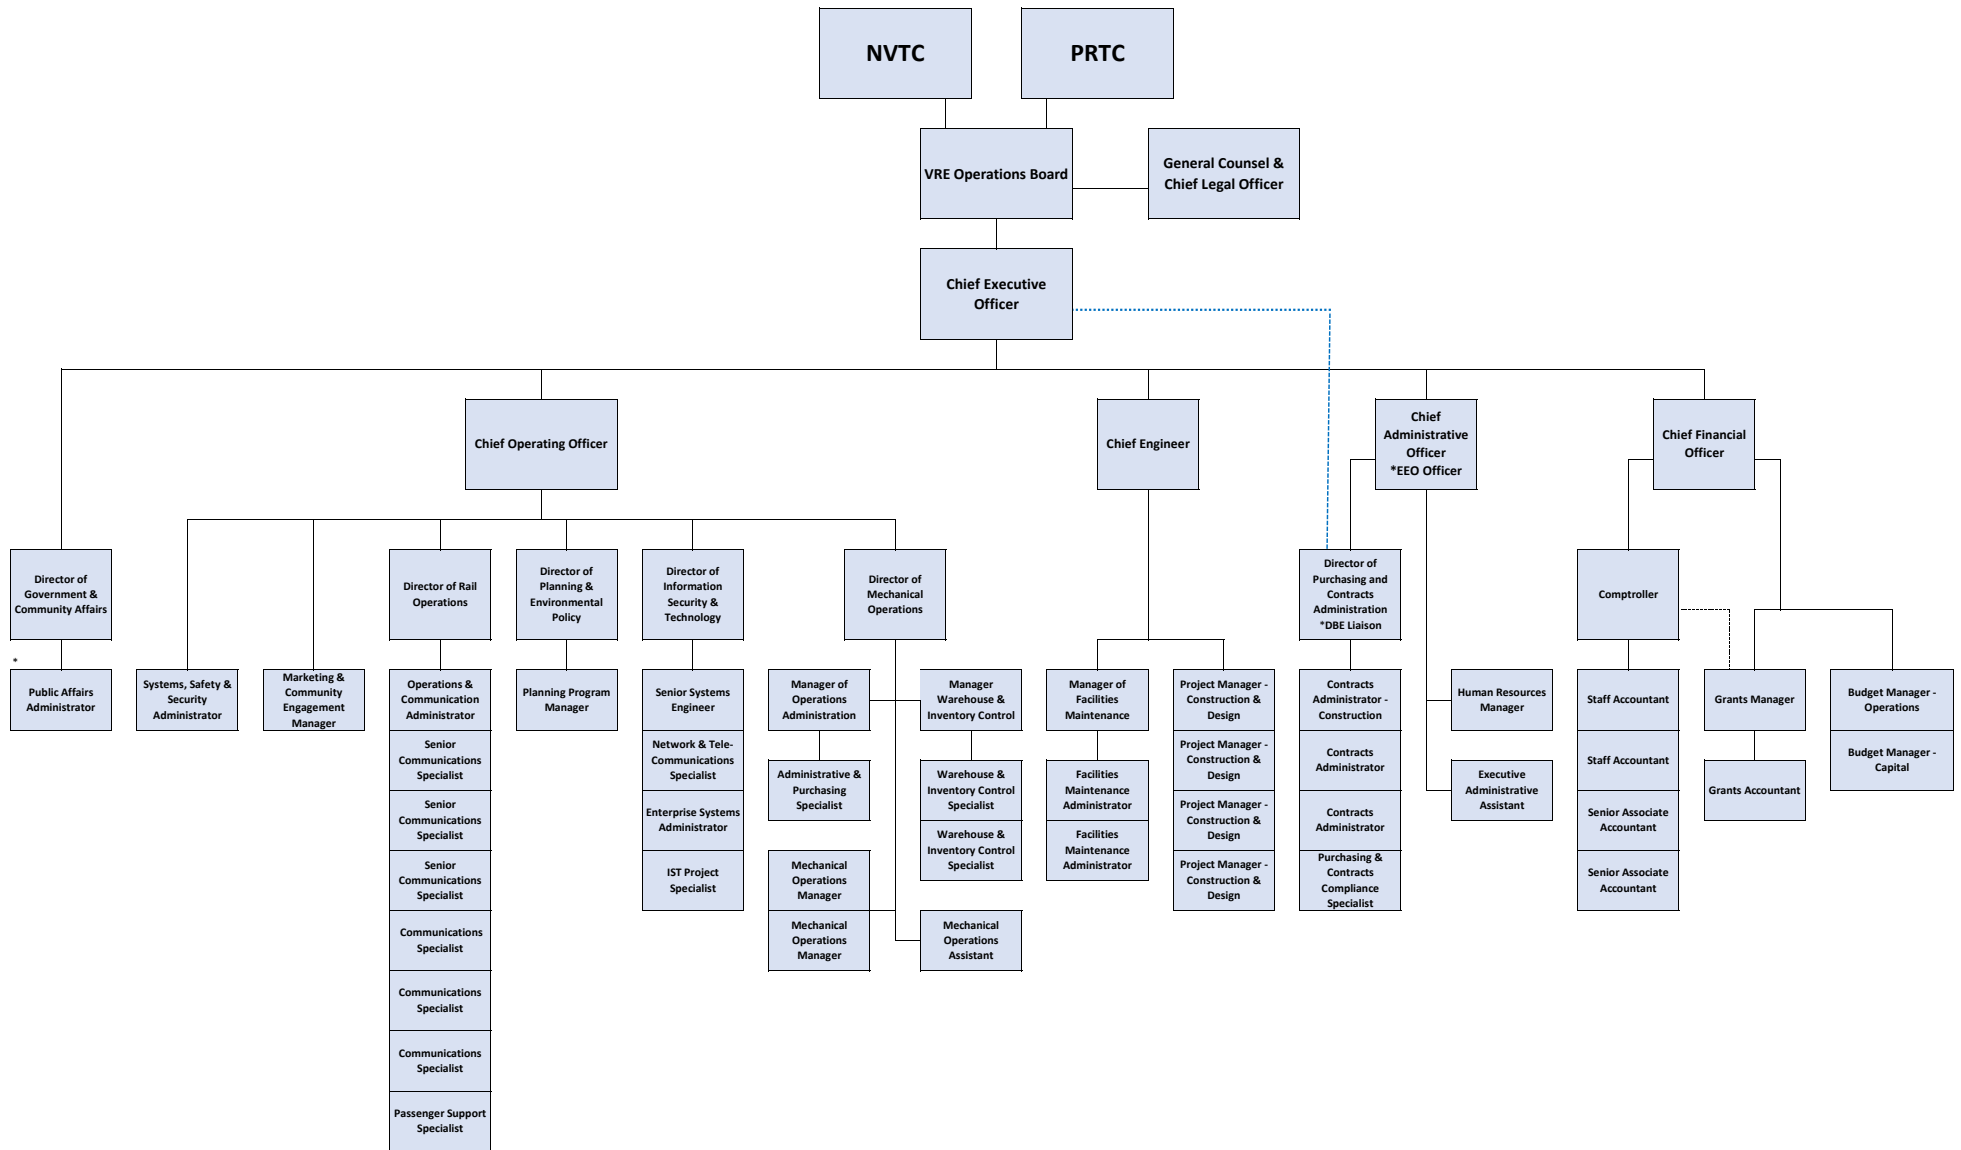 NVTC
PRTC
VRE Operations Board
General Counsel &
Chief Legal Officer
Chief Executive
Officer
Chief Operating Officer
Chief Engineer
Chief
Administrative
Officer
*EEO Officer
Chief Financial
Officer
Director of
Government &
Community Affairs
Director of Rail
Operations
Director of
Planning &
Environmental
Policy
Director of
Information
Security &
Technology
Director of
Mechanical
Operations
Director of
Purchasing and
Contracts
Administration
*DBE Liaison
Comptroller
*
Public Affairs
Administrator
Systems, Safety &
Security
Administrator
Marketing &
Community
Engagement
Manager
Operations &
Communication
Administrator
Senior
Communications
Specialist
Senior
Communications
Specialist
Senior
Communications
Specialist
Communications
Specialist
Communications
Specialist
Communications
Specialist
Passenger Support
Specialist
Planning Program
Manager
Senior Systems
Engineer
Network & Tele-
Communications
Specialist
Enterprise Systems
Administrator
IST Project
Specialist
Manager of
Operations
Administration
Administrative &
Purchasing
Specialist
Mechanical
Operations
Manager
Mechanical
Operations
Manager
Manager
Warehouse &
Inventory Control
Warehouse &
Inventory Control
Specialist
Warehouse &
Inventory Control
Specialist
Mechanical
Operations
Assistant
Manager of
Facilities
Maintenance
Facilities
Maintenance
Administrator
Facilities
Maintenance
Administrator
Project Manager -
Construction &
Design
Project Manager -
Construction &
Design
Project Manager -
Construction &
Design
Project Manager -
Construction &
Design
Contracts
Administrator -
Construction
Contracts
Administrator
Contracts
Administrator
Purchasing &
Contracts
Compliance
Specialist
Human Resources
Manager
Executive
Administrative
Assistant
Staff Accountant
Staff Accountant
Senior Associate
Accountant
Senior Associate
Accountant
Grants Manager
Grants Accountant
Budget Manager -
Operations
Budget Manager -
Capital